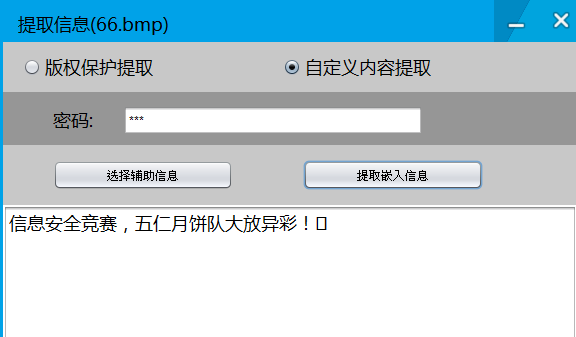 提取信息(66.bmp)
版权保护提取 自定义内容提取
密码: ***
选择辅助信息 提取嵌入信息
信息安全竞赛，五仁月饼队大放异彩！